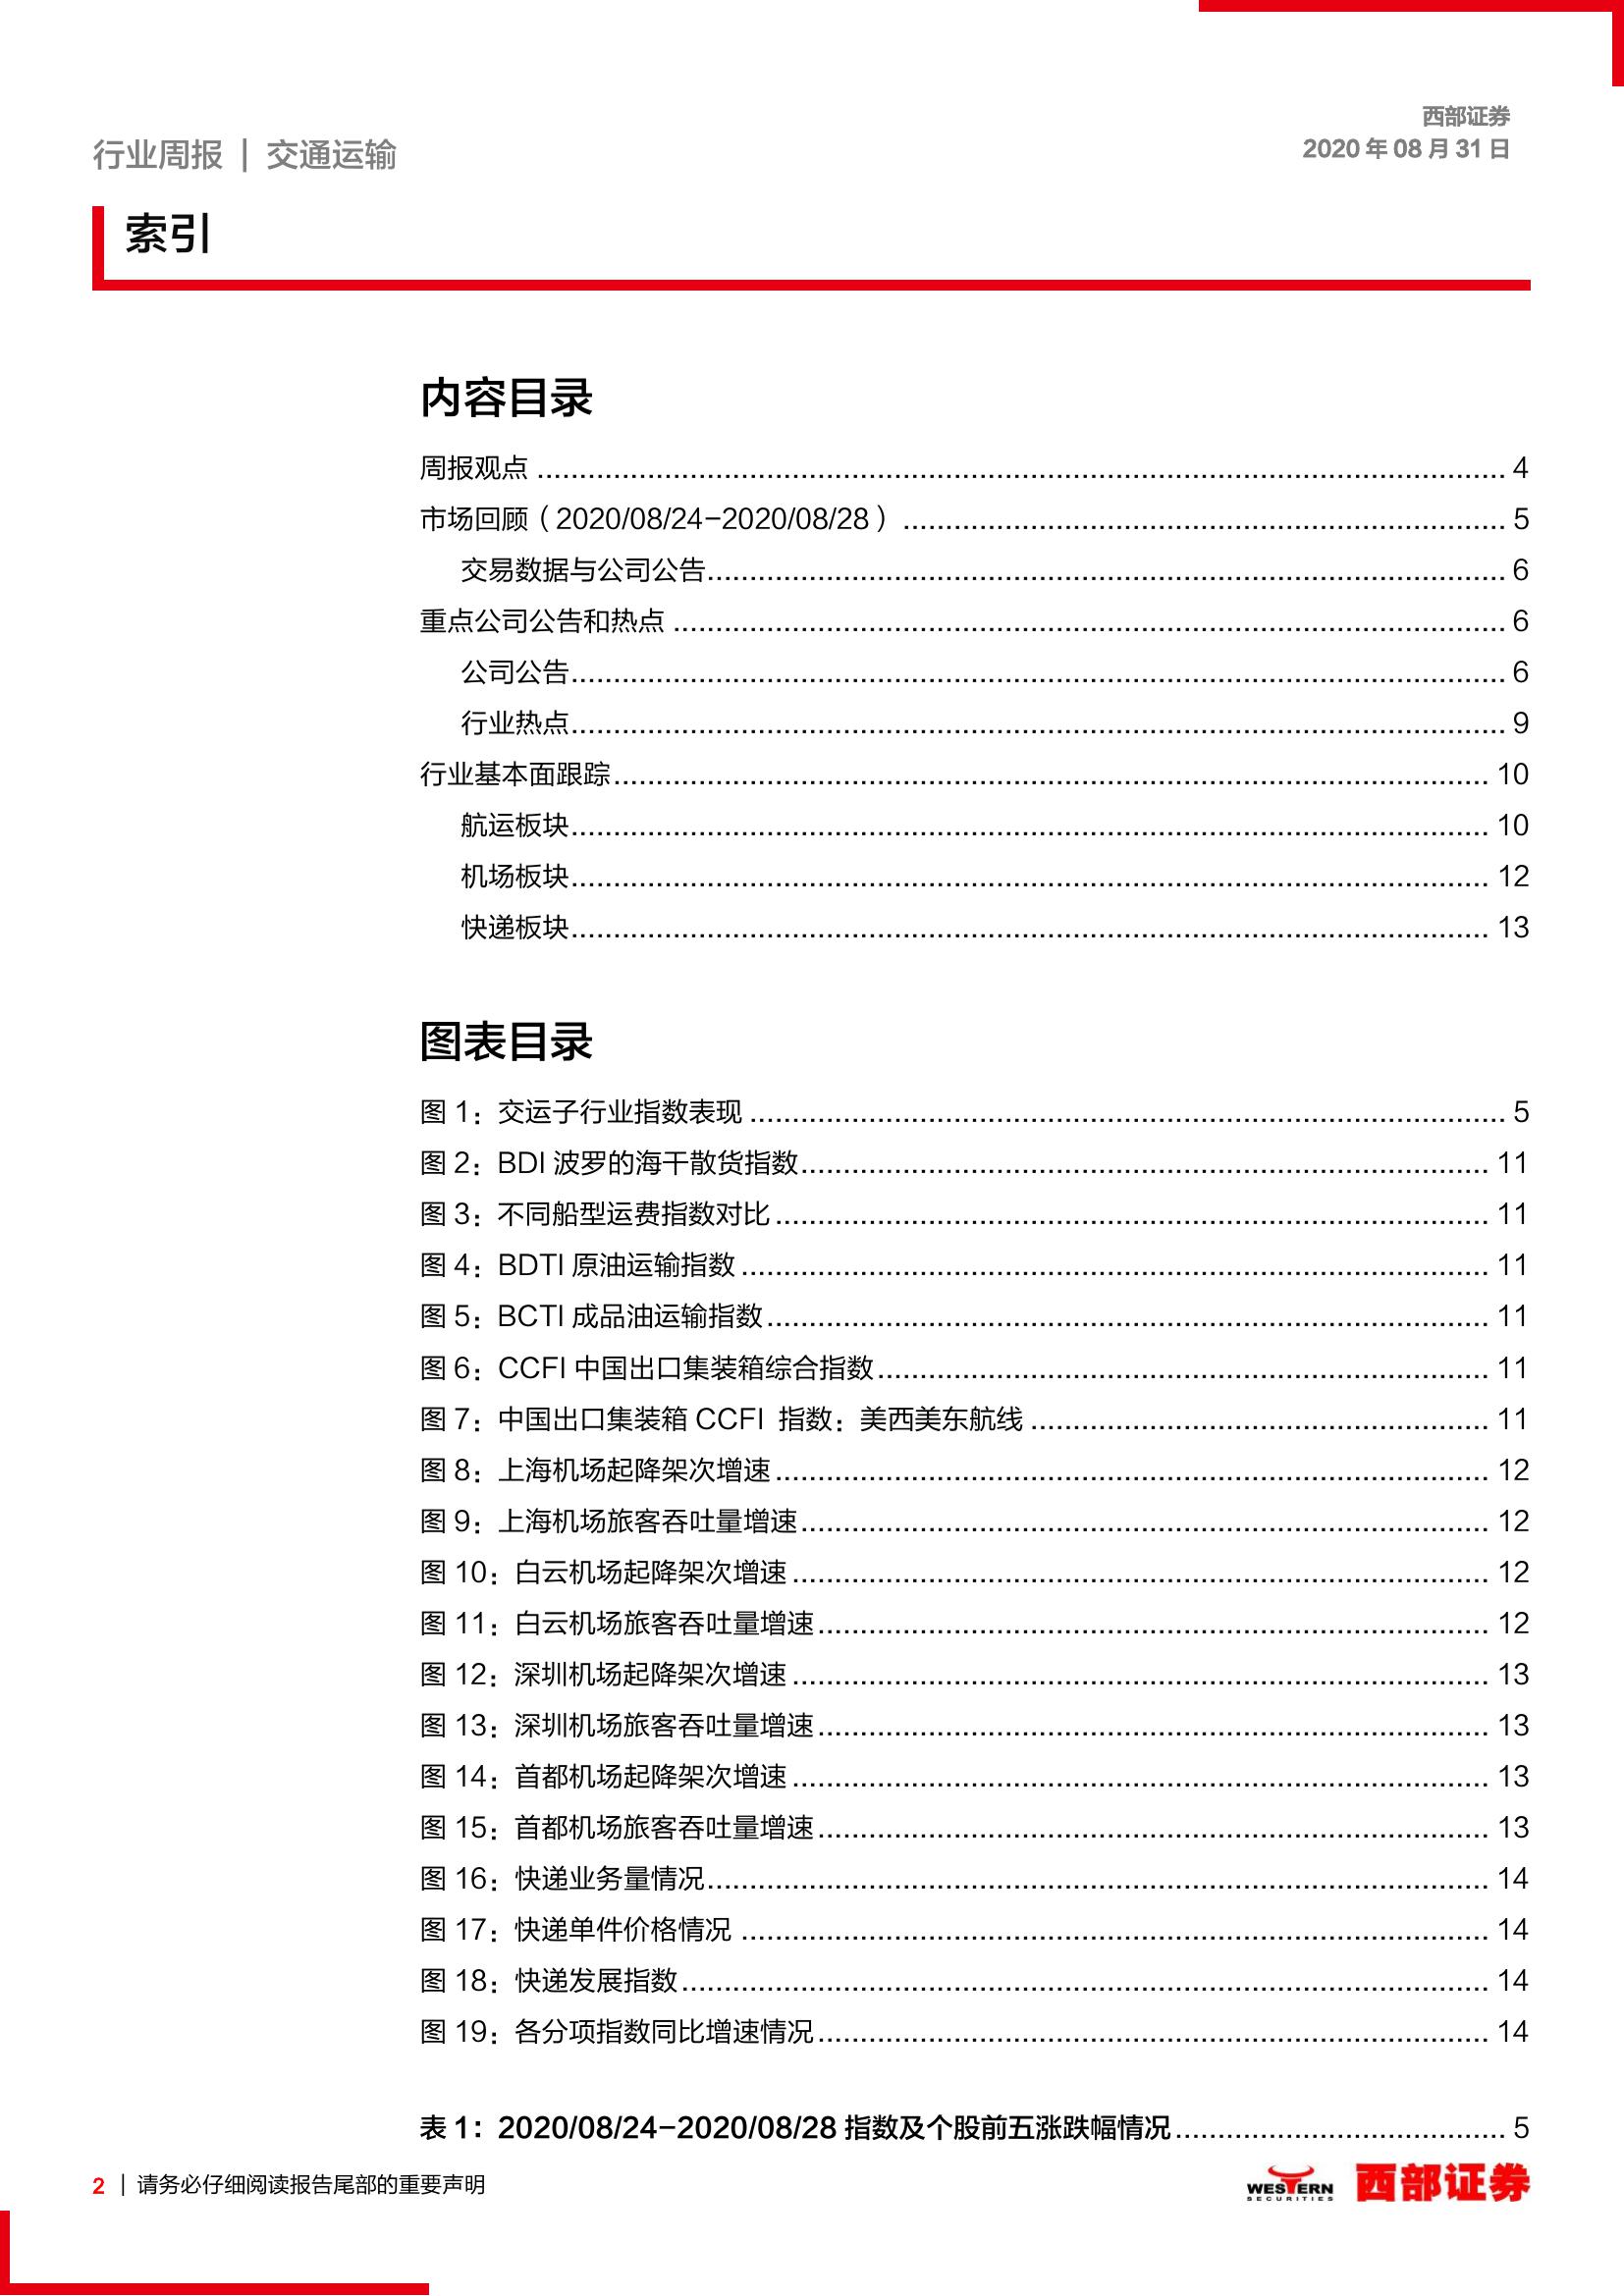 西部证券
行业周报 | 交通运输
2020 年 08 月 31 日
索引
内容目录
周报观点 ........ 4
市场回顾（2020/08/24-2020/08/28） ........ 5
交易数据与公司公告 ........ 6
重点公司公告和热点 ........ 6
公司公告 ........ 6
行业热点 ........ 9
行业基本面跟踪 ........ 10
航运板块 ........ 10
机场板块 ........ 12
快递板块 ........ 13
图表目录
图 1：交运子行业指数表现 ........ 5
图 2：BDI 波罗的海干散货指数 ........ 11
图 3：不同船型运费指数对比 ........ 11
图 4：BDTI 原油运输指数 ........ 11
图 5：BCTI 成品油运输指数 ........ 11
图 6：CCFI 中国出口集装箱综合指数 ........ 11
图 7：中国出口集装箱 CCFI 指数：美西美东航线 ........ 11
图 8：上海机场起降架次增速 ........ 12
图 9：上海机场旅客吞吐量增速 ........ 12
图 10：白云机场起降架次增速 ........ 12
图 11：白云机场旅客吞吐量增速 ........ 12
图 12：深圳机场起降架次增速 ........ 13
图 13：深圳机场旅客吞吐量增速 ........ 13
图 14：首都机场起降架次增速 ........ 13
图 15：首都机场旅客吞吐量增速 ........ 13
图 16：快递业务量情况 ........ 14
图 17：快递单件价格情况 ........ 14
图 18：快递发展指数 ........ 14
图 19：各分项指数同比增速情况 ........ 14
表 1：2020/08/24-2020/08/28 指数及个股前五涨跌幅情况 ........ 5
2 | 请务必仔细阅读报告尾部的重要声明
WESTERN
SECURITIES
西部证券